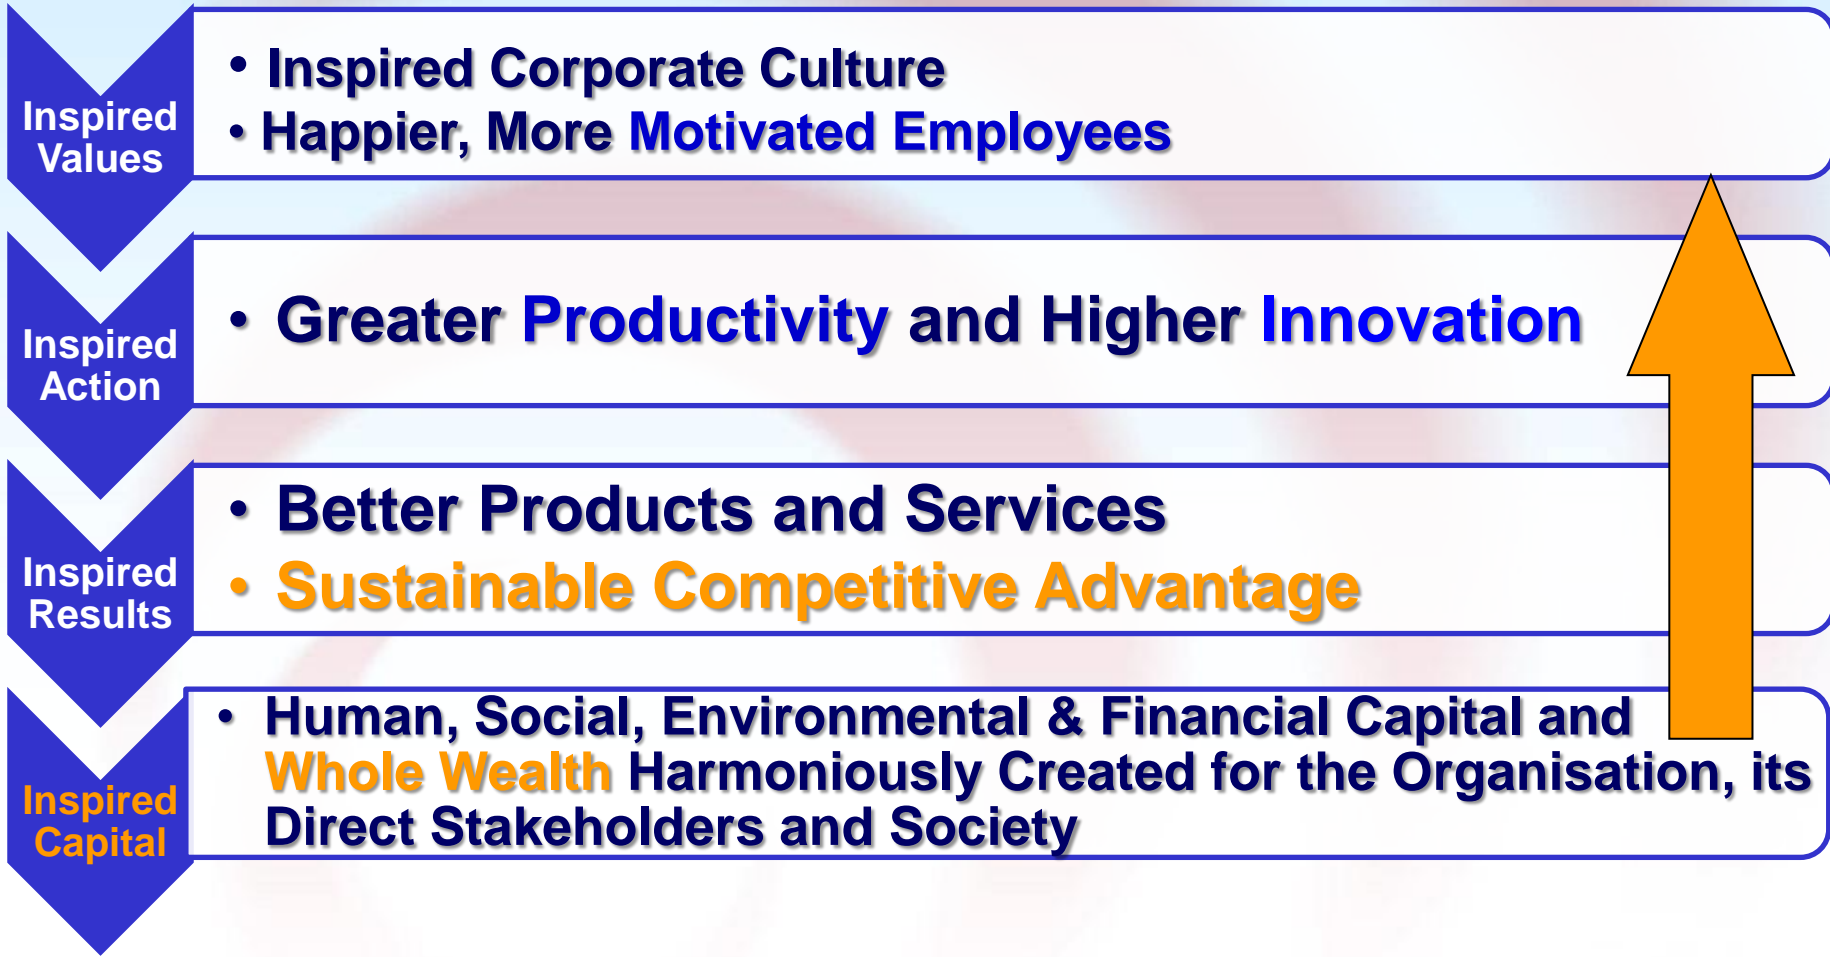 Inspired
Values
• Inspired Corporate Culture
• Happier, More Motivated Employees
Inspired
Action
• Greater Productivity and Higher Innovation
Inspired
Results
• Better Products and Services
• Sustainable Competitive Advantage
Inspired
Capital
• Human, Social, Environmental & Financial Capital and
Whole Wealth Harmoniously Created for the Organisation, its
Direct Stakeholders and Society